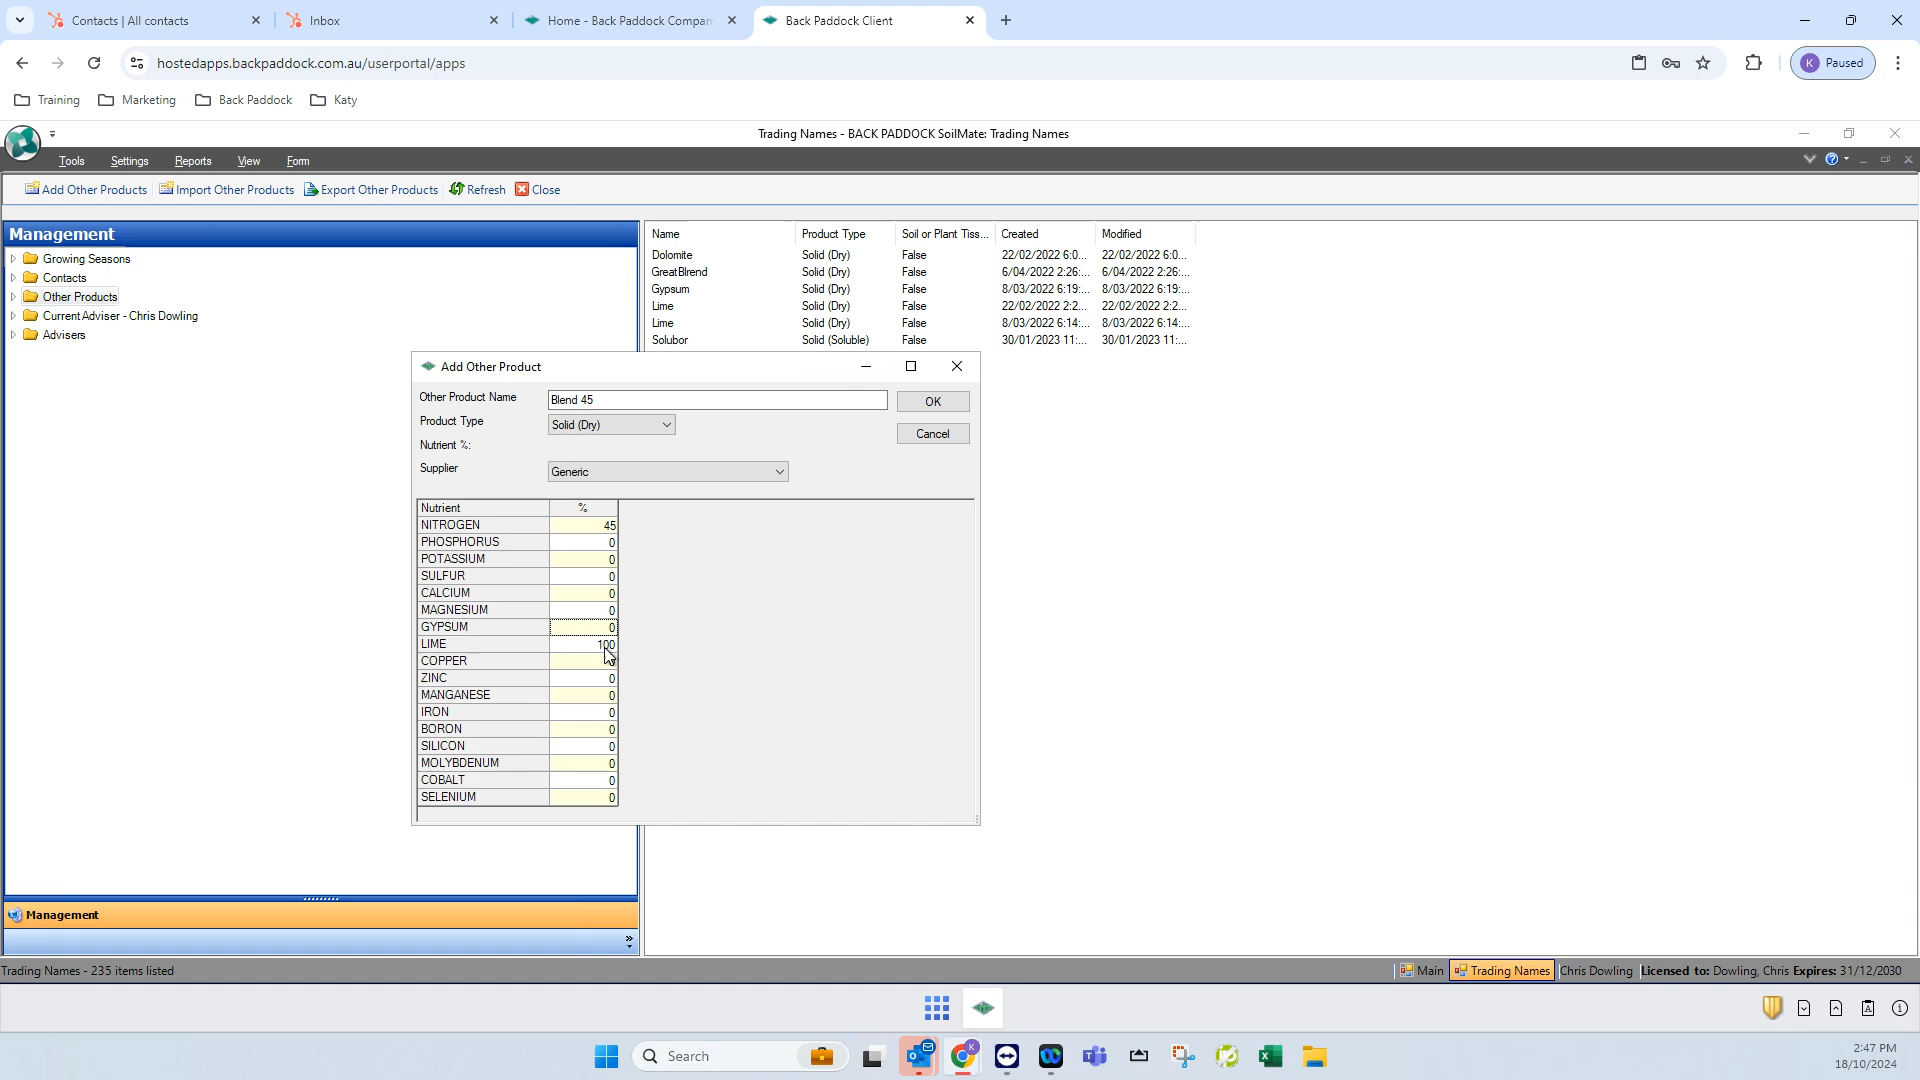 Contacts | All contacts
Inbox
Home - Back Paddock Compan
Back Paddock Client
hostedapps.backpaddock.com.au/userportal/apps
K Paused
Training
Marketing
Back Paddock
Katy
Trading Names - BACK PADDOCK SoilMate: Trading Names
Tools Settings Reports View Form
Add Other Products Import Other Products Export Other Products Refresh Close
Management
Growing Seasons
Contacts
Other Products
Current Adviser - Chris Dowling
Advisers
Name Product Type Soil or Plant Tiss... Created Modified
Dolomite Solid (Dry) False 22/02/2022 6:0... 22/02/2022 6:0...
GreatBlrend Solid (Dry) False 6/04/2022 2:26:... 6/04/2022 2:26:...
Gypsum Solid (Dry) False 8/03/2022 6:19:... 8/03/2022 6:19:...
Lime Solid (Dry) False 22/02/2022 2:2... 22/02/2022 2:2...
Lime Solid (Dry) False 8/03/2022 6:14:... 8/03/2022 6:14:...
Solubor Solid (Soluble) False 30/01/2023 11:... 30/01/2023 11:...
Add Other Product
Other Product Name Blend 45 OK
Product Type Solid (Dry)
Cancel
Nutrient %:
Supplier Generic
Nutrient %
NITROGEN 45
PHOSPHORUS 0
POTASSIUM 0
SULFUR 0
CALCIUM 0
MAGNESIUM 0
GYPSUM 0
LIME 100
COPPER
ZINC 0
MANGANESE 0
IRON 0
BORON 0
SILICON 0
MOLYBDENUM 0
COBALT 0
SELENIUM 0
Management
Trading Names - 235 items listed
Main Trading Names Chris Dowling Licensed to: Dowling, Chris Expires: 31/12/2030
Search
2:47 PM
18/10/2024